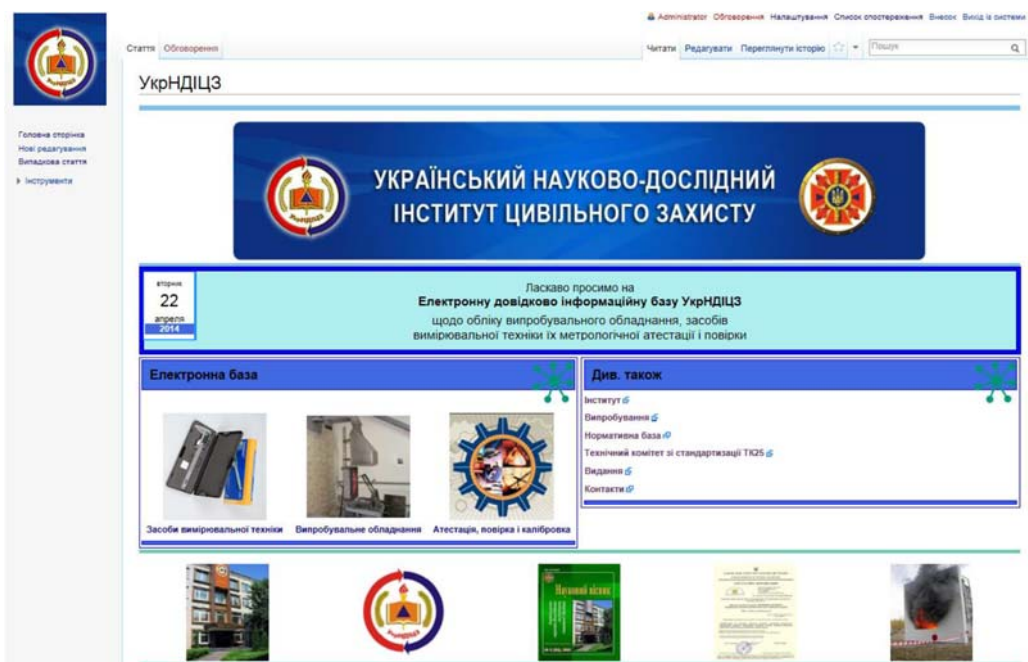 Administrator Обговорення Налаштування Список спостереження Внесок Вихід із системи
Стаття Обговорення
Читати Редагувати Переглянути історію Пошук
УкрНДІЦЗ
Головна сторінка
Нові редагування
Випадкова стаття
Інструменти
УКРАЇНСЬКИЙ НАУКОВО-ДОСЛІДНИЙ
ІНСТИТУТ ЦИВІЛЬНОГО ЗАХИСТУ
вторник
22
апреля
2014
Ласкаво просимо на
Електронну довідково інформаційну базу УкрНДІЦЗ
щодо обліку випробувального обладнання, засобів
вимірювальної техніки їх метрологічної атестації і повірки
Електронна база
Засоби вимірювальної техніки
Випробувальне обладнання
Атестація, повірка і калібровка
Див. також
Інститут
Випробування
Нормативна база
Технічний комітет зі стандартизації ТК25
Видання
Контакти
УкрНДІЦЗ
Науковий вісник